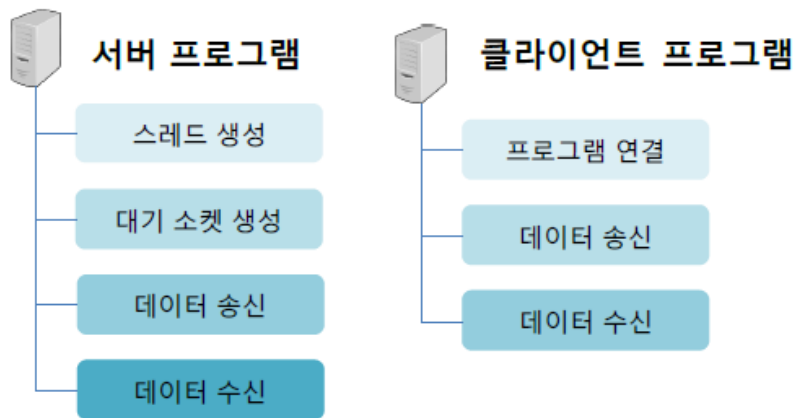 서버 프로그램
스레드 생성
대기 소켓 생성
데이터 송신
데이터 수신
클라이언트 프로그램
프로그램 연결
데이터 송신
데이터 수신